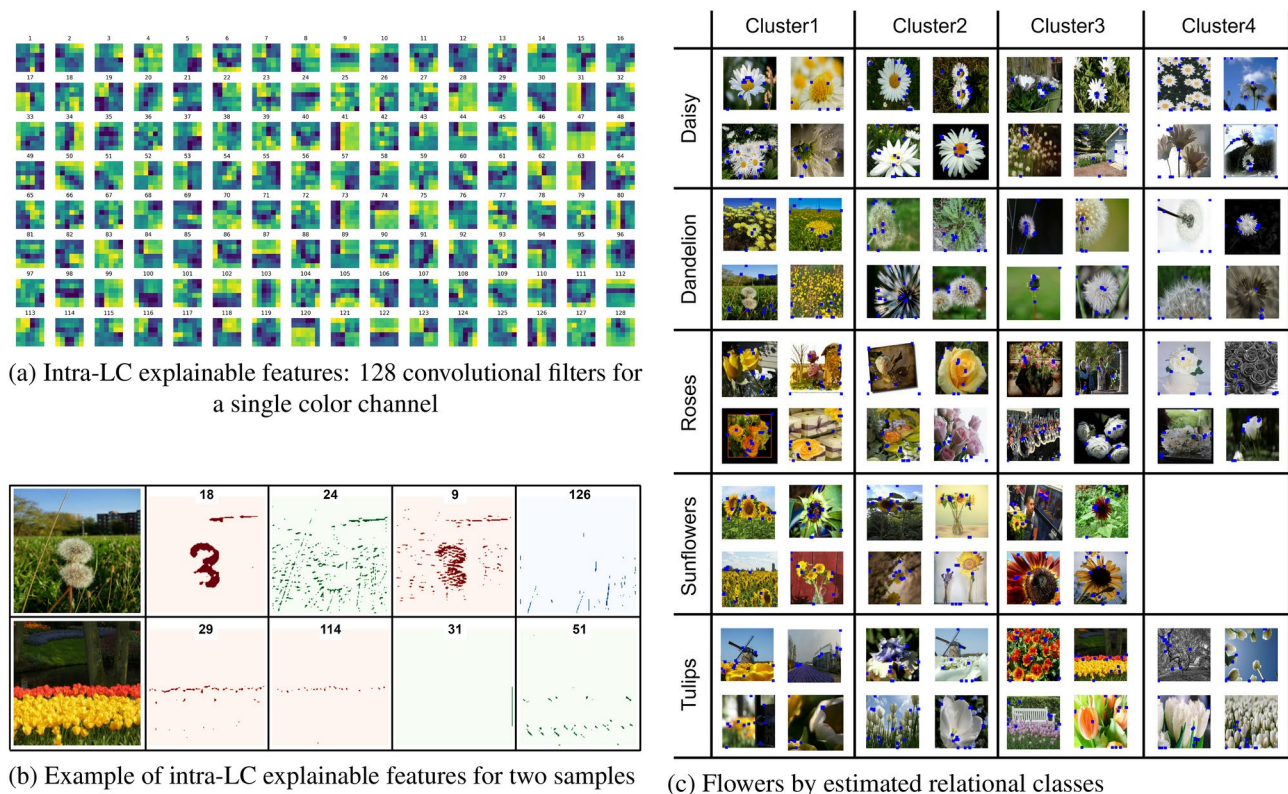 1 2 3 4 5 6 7 8 9 10 11 12 13 14 15 16
17 18 19 20 21 22 23 24 25 26 27 28 29 30 31 32
33 34 35 36 37 38 39 40 41 42 43 44 45 46 47 48
49 50 51 52 53 54 55 56 57 58 59 60 61 62 63 64
65 66 67 68 69 70 71 72 73 74 75 76 77 78 79 80
81 82 83 84 85 86 87 88 89 90 91 92 93 94 95 96
97 98 99 100 101 102 103 104 105 106 107 108 109 110 111 112
113 114 115 116 117 118 119 120 121 122 123 124 125 126 127 128
(a) Intra-LC explainable features: 128 convolutional filters for
a single color channel
18 24 9 126
29 114 31 51
(b) Example of intra-LC explainable features for two samples
Cluster1 Cluster2 Cluster3 Cluster4
Daisy
Dandelion
Roses
Sunflowers
Tulips
(c) Flowers by estimated relational classes